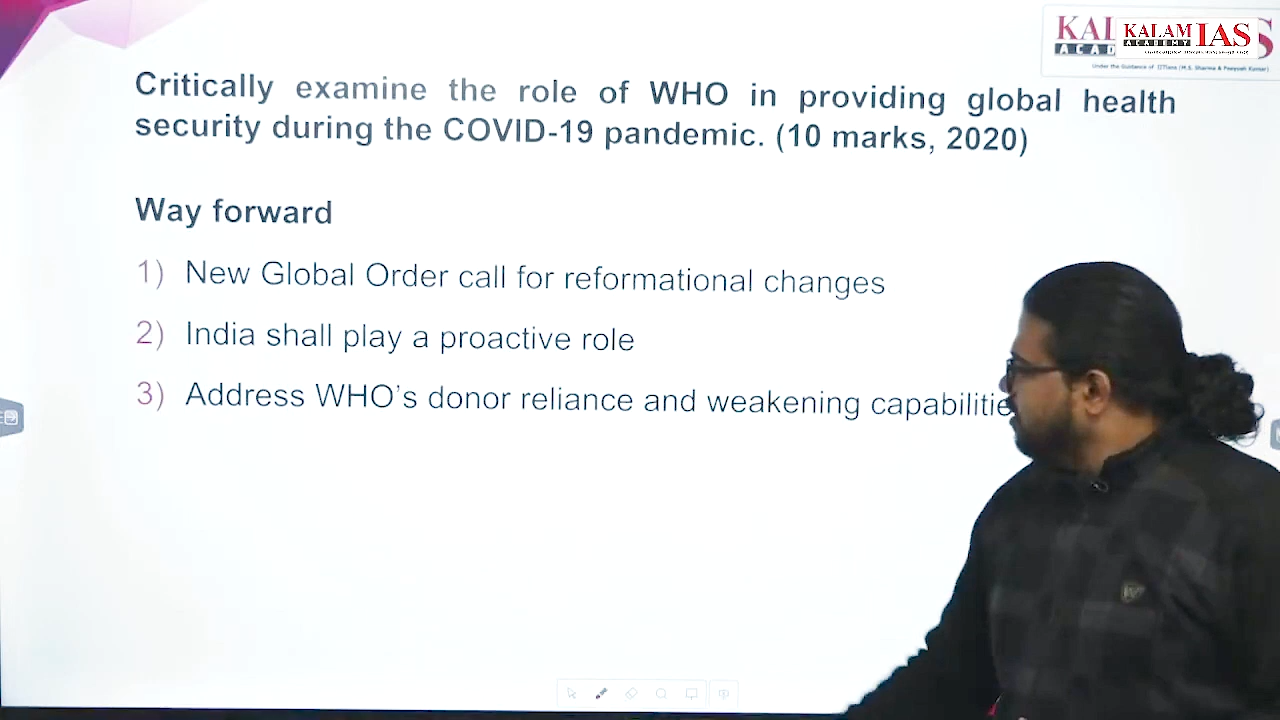 KALAM
ACADEMY
IAS
Under the Guidance of IITians (M.S. Sharma & Peeyush Kumar)
Critically examine the role of WHO in providing global health
security during the COVID-19 pandemic. (10 marks, 2020)
Way forward
1) New Global Order call for reformational changes
2) India shall play a proactive role
3) Address WHO's donor reliance and weakening